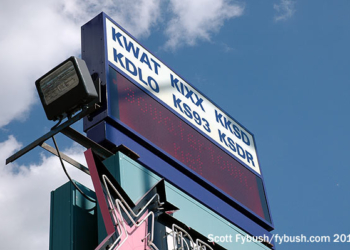 KWAT KIXX KKSD
KDLO KS93 KSDR
Scott Fybush/fybush.com 201